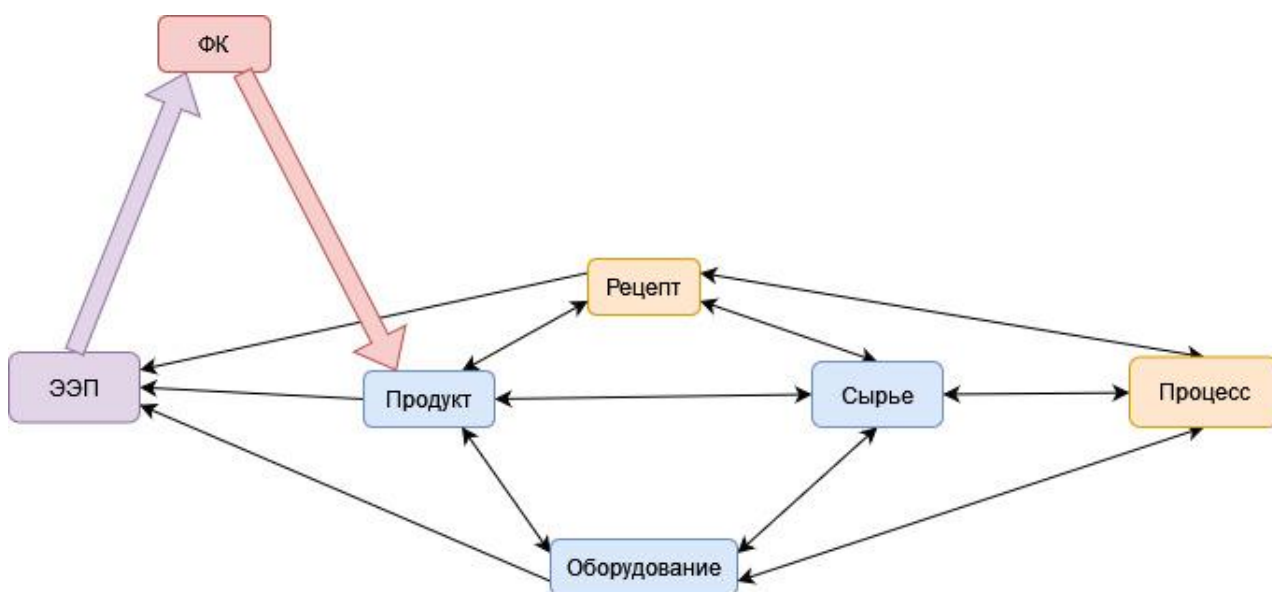 ФК
Рецепт
ЭЭП
Продукт
Сырье
Процесс
Оборудование